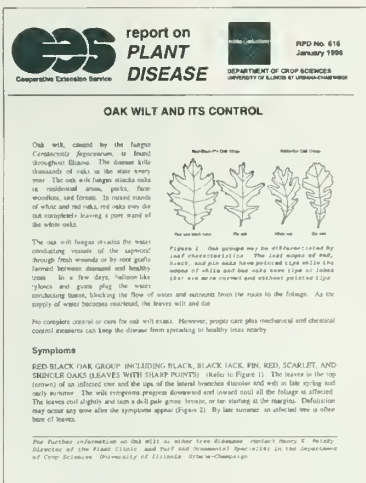 ces
Cooperative Extension Service
report on
PLANT
DISEASE
RPD No. 616
January 1998
DEPARTMENT OF CROP SCIENCES
UNIVERSITY OF ILLINOIS AT URBANA-CHAMPAIGN
OAK WILT AND ITS CONTROL
Oak wilt, caused by the fungus
Ceratocystis fagacearum, is found
throughout Illinois. The disease kills
thousands of oaks in the state every
year. The oak wilt fungus attacks oaks
in residential areas, parks, farm
woodlots, and forests. In mixed stands
of white and red oaks, red oaks may die
out completely leaving a pure stand of
the white oaks.
The oak wilt fungus invades the water
conducting vessels of the sapwood
through fresh wounds or by root grafts
formed between diseased and healthy
trees. In a few days, balloon-like
tyloses and gums plug the water
conducting tissue, blocking the flow of water and nutrients from the roots to the foliage. As the
supply of water becomes restricted, the leaves wilt and die.
Pin oak
White oak
Bur oak
Figure 1. Oak groups may be differentiated by
leaf characteristics. The leaf edges of red,
black, and pin oaks have pointed tips while the
edges of white and bur oaks have tips or lobes
that are more curved and without pointed tips.
No complete control or cure for oak wilt exists. However, proper care plus mechanical and chemical
control measures can keep the disease from spreading to healthy trees nearby.
Symptoms
RED-BLACK OAK GROUP (INCLUDING BLACK, BLACK JACK, PIN, RED, SCARLET, AND
SHINGLE OAKS (LEAVES WITH SHARP POINTS) (Refer to Figure 1) The leaves in the top
(crown) of an infected tree and the tips of the lateral branches discolor and wilt in late spring and
early summer. The wilt symptoms progress downward and inward until all the foliage is affected.
The leaves curl slightly and turn a dull pale green, bronze, or tan starting at the margins. Defoliation
may occur any time after the symptoms appear (Figure 2). By late summer an infected tree is often
bare of leaves.
For further information on Oak wilt or other tree diseases contact Nancy R. Pataky
Director of the Plant Clinic and Turf and Ornamental Specialist in the Department
of Crop Sciences University of Illinois Urbana-Champaign